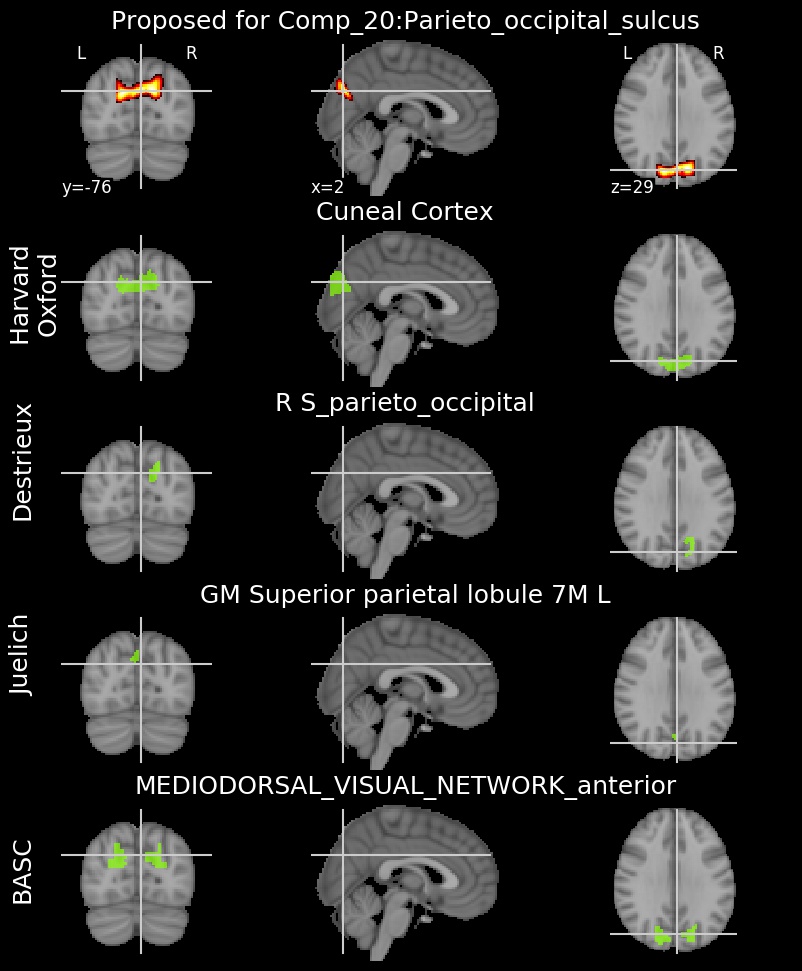 Proposed for Comp_20:Parieto_occipital_sulcus
L R L R
y=-76 x=2 z=29
Cuneal Cortex
Harvard
Oxford
R S_parieto_occipital
Destrieux
GM Superior parietal lobule 7M L
Juelich
MEDIODORSAL_VISUAL_NETWORK_anterior
BASC